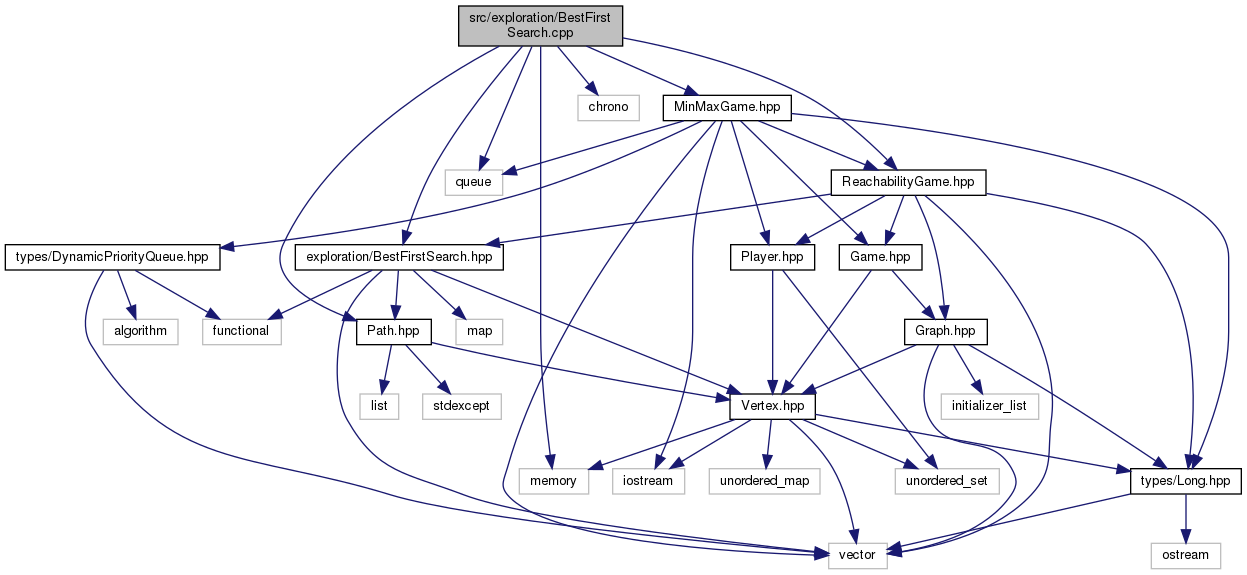 src/exploration/BestFirst
Search.cpp
chrono
MinMaxGame.hpp
queue
ReachabilityGame.hpp
types/DynamicPriorityQueue.hpp
exploration/BestFirstSearch.hpp
Player.hpp
Game.hpp
algorithm
functional
Path.hpp
map
Graph.hpp
list
stdexcept
Vertex.hpp
initializer_list
memory
iostream
unordered_map
unordered_set
types/Long.hpp
vector
ostream